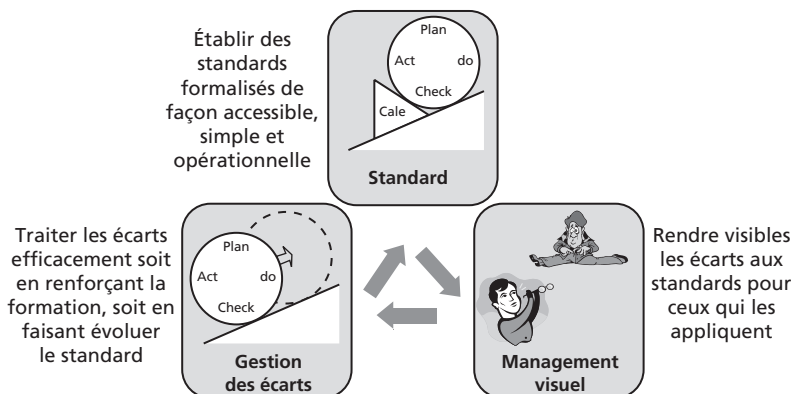 Établir des
standards
formalisés de
façon accessible,
simple et
opérationnelle
Plan
Act do
Check
Cale
Standard
Traiter les écarts
efficacement soit
en renforçant la
formation, soit en
faisant évoluer
le standard
Plan
Act do
Check
Gestion
des écarts
Management
visuel
Rendre visibles
les écarts aux
standards pour
ceux qui les
appliquent